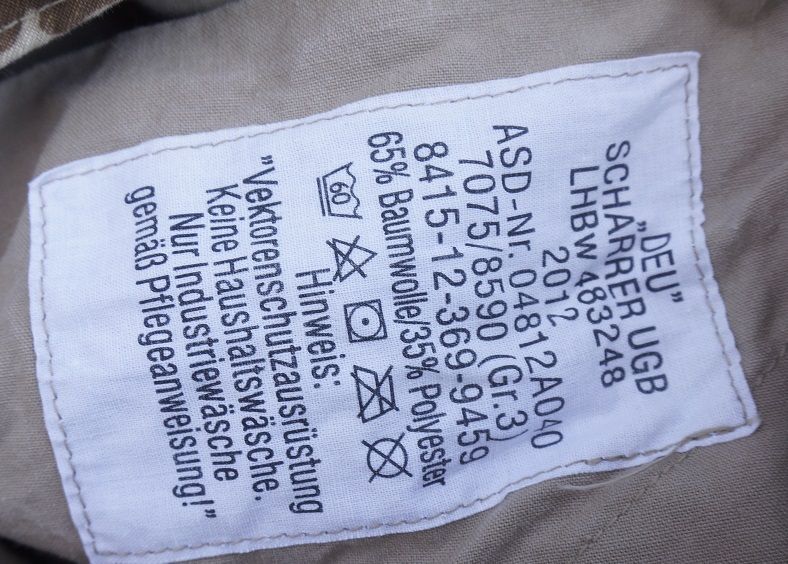 „DEU”
SCHARRER UGB
LHBW 483248
2012
ASD-Nr. 04812A040
7075/8590 (Gr.3)
8415-12-369-9459
65% Baumwolle/35% Polyester
60
Hinweis:
”Vektorenschutzausrüstung
Keine Haushaltswäsche.
Nur Industriewäsche
gemäß Pflegeanweisung!”